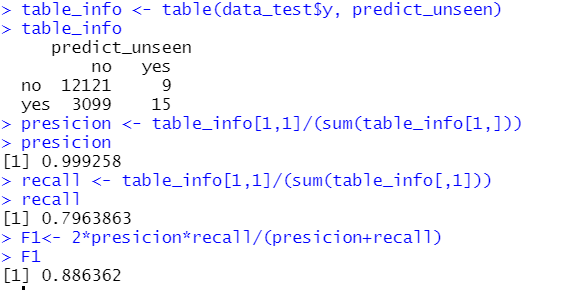 > table_info <- table(data_test$y, predict_unseen)
> table_info
predict_unseen
no yes
no 12121 9
yes 3099 15
> presicion <- table_info[1,1]/(sum(table_info[1,]))
> presicion
[1] 0.999258
> recall <- table_info[1,1]/(sum(table_info[,1]))
> recall
[1] 0.7963863
> F1<- 2*presicion*recall/(presicion+recall)
> F1
[1] 0.886362